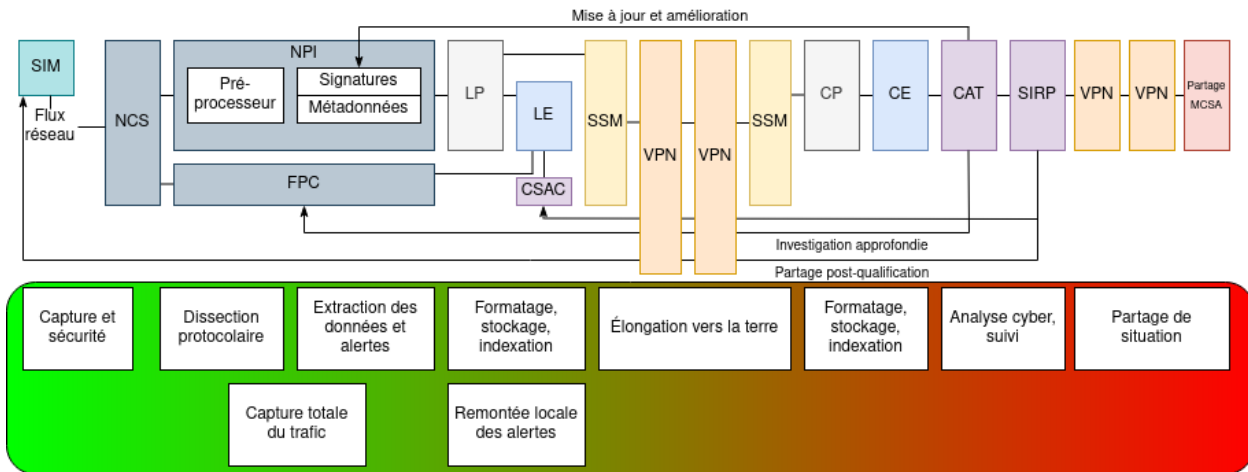 Mise à jour et amélioration
SIM
Flux
réseau
NCS
NPI
Pré-
processeur
Signatures
Métadonnées
FPC
LP
LE
CSAC
SSM
VPN
VPN
SSM
CP
CE
CAT
SIRP
VPN
VPN
Partage
MCSA
Investigation approfondie
Partage post-qualification
Capture et
sécurité
Dissection
protocolaire
Extraction des
données et
alertes
Formatage,
stockage,
indexation
Élongation vers la terre
Formatage,
stockage,
indexation
Analyse cyber,
suivi
Partage de
situation
Capture totale
du trafic
Remontée locale
des alertes